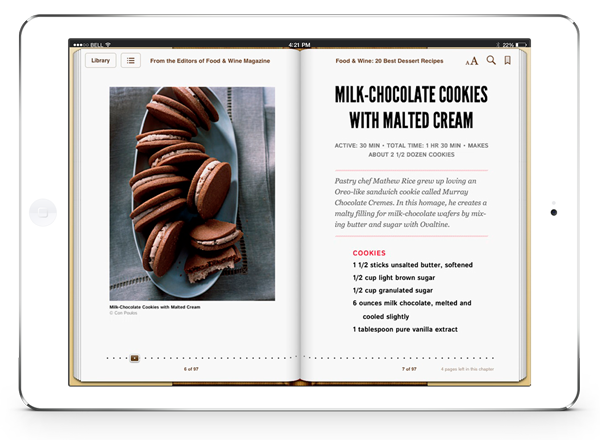 BELL
4:21 PM
22%
Library
From the Editors of Food & Wine Magazine
Food & Wine: 20 Best Dessert Recipes
AA
MILK-CHOCOLATE COOKIES
WITH MALTED CREAM
ACTIVE: 30 MIN • TOTAL TIME: 1 HR 30 MIN • MAKES
ABOUT 2 1/2 DOZEN COOKIES
Pastry chef Mathew Rice grew up loving an
Oreo-like sandwich cookie called Murray
Chocolate Cremes. In this homage, he creates a
malty filling for milk-chocolate wafers by mix-
ing butter and sugar with Ovaltine.
COOKIES
1 1/2 sticks unsalted butter, softened
1/2 cup light brown sugar
1/2 cup granulated sugar
6 ounces milk chocolate, melted and
cooled slightly
1 tablespoon pure vanilla extract
Milk-Chocolate Cookies with Malted Cream
© Con Poulos
6 of 97
7 of 97
4 pages left in this chapter